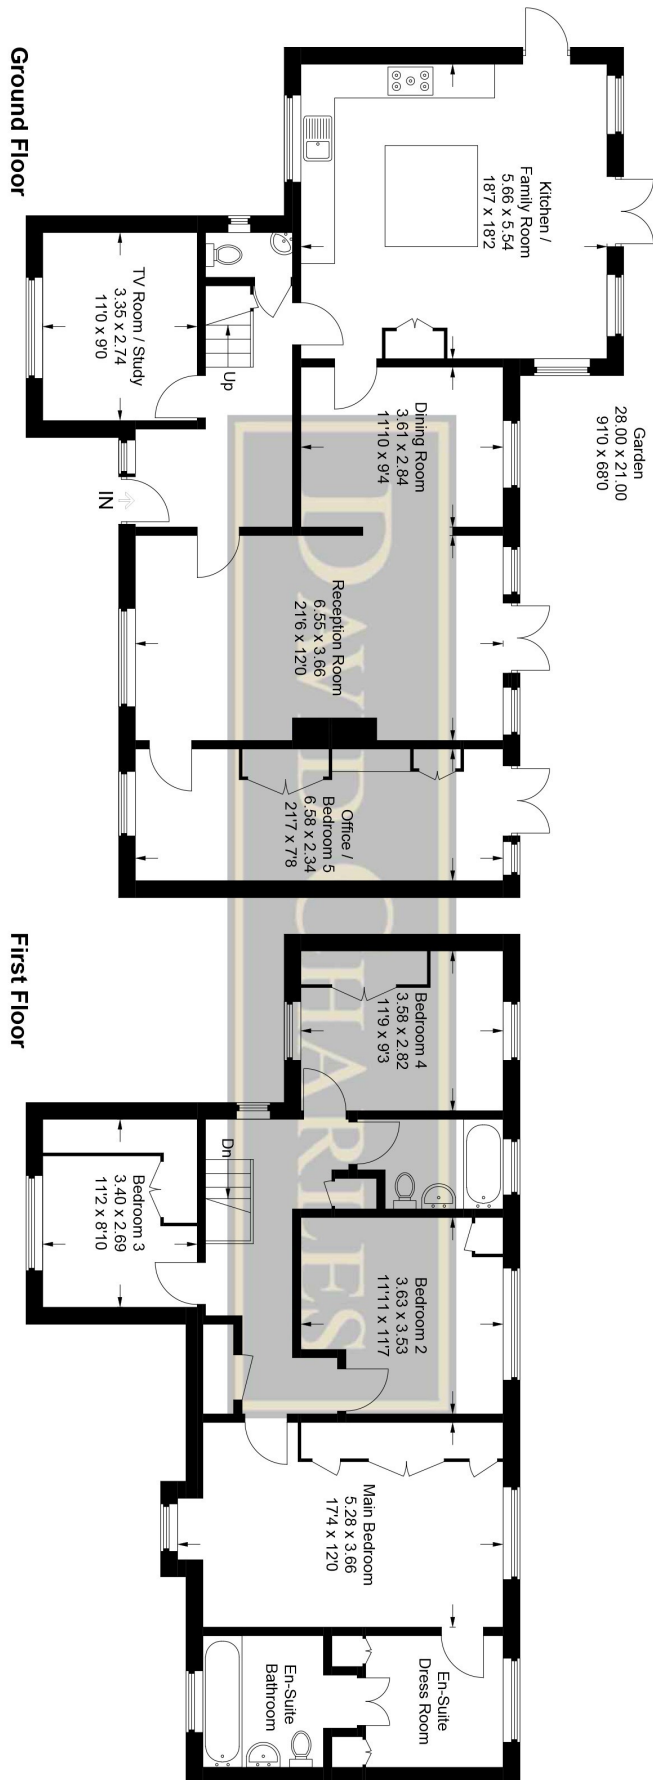 Ground Floor
Kitchen /
Family Room
5.66 x 5.54
18'7 x 18'2
Garden
28.00 x 21.00
91'0 x 68'0
TV Room / Study
3.35 x 2.74
11'0 x 9'0
Up
Dining Room
3.61 x 2.84
11'10 x 9'4
IN
Reception Room
6.55 x 3.66
21'6 x 12'0
Office /
Bedroom 5
6.58 x 2.34
21'7 x 7'8
First Floor
Bedroom 4
3.58 x 2.82
11'9 x 9'3
Dn
Bedroom 3
3.40 x 2.69
11'2 x 8'10
Bedroom 2
3.63 x 3.53
11'11 x 11'7
Main Bedroom
5.28 x 3.66
17'4 x 12'0
En-Suite
Dress Room
En-Suite
Bathroom
DAVID CHARLES